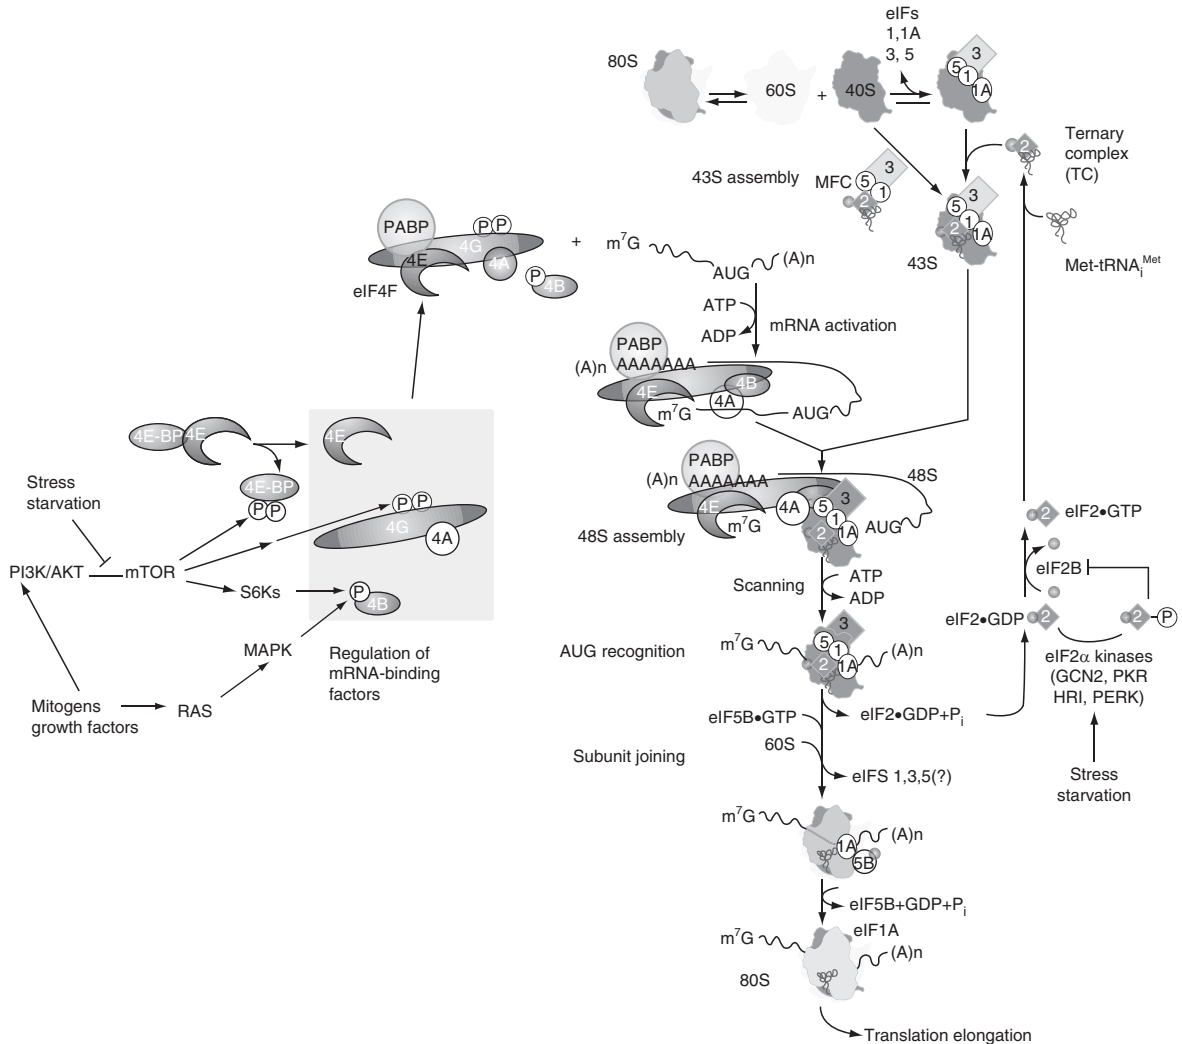 eIFs
1,1A
3, 5
80S
60S
+
40S
3
5
1
1A
Ternary
complex
(TC)
2
43S assembly
MFC
3
5
1
2
3
5
1
2
1A
43S
Met-tRNAiMet
PABP
P P
4G
4E
4A
P
4B
eIF4F
+
m7G
AUG
(A)n
ATP
ADP
mRNA activation
PABP
(A)n AAAAAAA
4E
4B
4A
m7G
AUG
4E-BP
4E
4E
4E-BP
P P
Stress
starvation
P P
4G
4A
PI3K/AKT
mTOR
S6Ks
P
4B
MAPK
Regulation of
mRNA-binding
factors
Mitogens
growth factors
RAS
PABP
(A)n AAAAAAA
48S
4E
4A
3
5
1
2
1A
m7G
AUG
48S assembly
Scanning
ATP
ADP
2
eIF2•GTP
eIF2B
eIF2•GDP
2
2
P
eIF2α kinases
(GCN2, PKR
HRI, PERK)
Stress
starvation
m7G
3
5
1
2
1A
(A)n
AUG recognition
eIF5B•GTP
eIF2•GDP+Pi
60S
Subunit joining
eIFS 1,3,5(?)
m7G
(A)n
1A
5B
eIF5B+GDP+Pi
eIF1A
m7G
(A)n
80S
Translation elongation